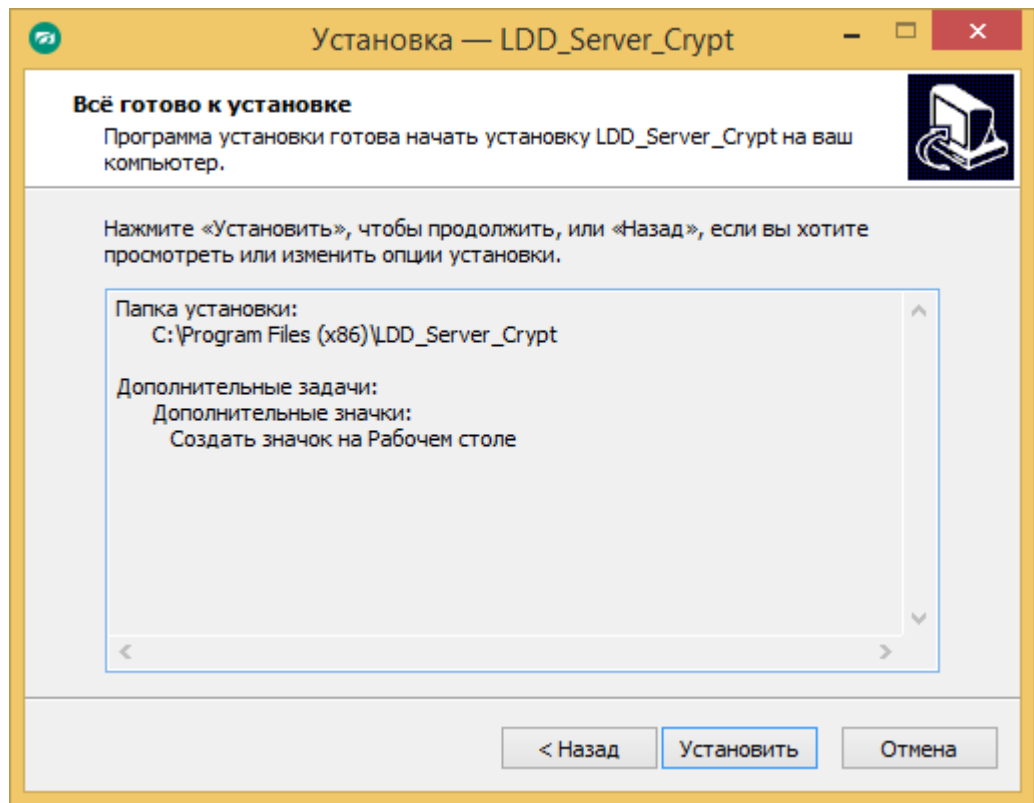 Установка — LDD_Server_Crypt
Всё готово к установке
Программа установки готова начать установку LDD_Server_Crypt на ваш
компьютер.
Нажмите «Установить», чтобы продолжить, или «Назад», если вы хотите
просмотреть или изменить опции установки.
Папка установки:
C:\Program Files (x86)\LDD_Server_Crypt
Дополнительные задачи:
Дополнительные значки:
Создать значок на Рабочем столе
< Назад
Установить
Отмена